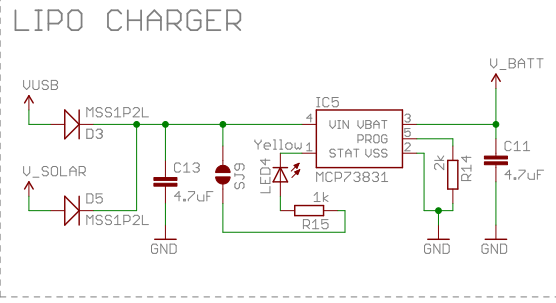 LIPO CHARGER
VUSB
MSS1P2L
D3
V_SOLAR
D5
MSS1P2L
C13
4.7uF
GND
SJ9
Yellow
LED4
1k
R15
IC5
4 VIN VBAT 3
PROG 5
1 STAT VSS 2
MCP73831
2k
R14
GND
V_BATT
C11
4.7uF
GND